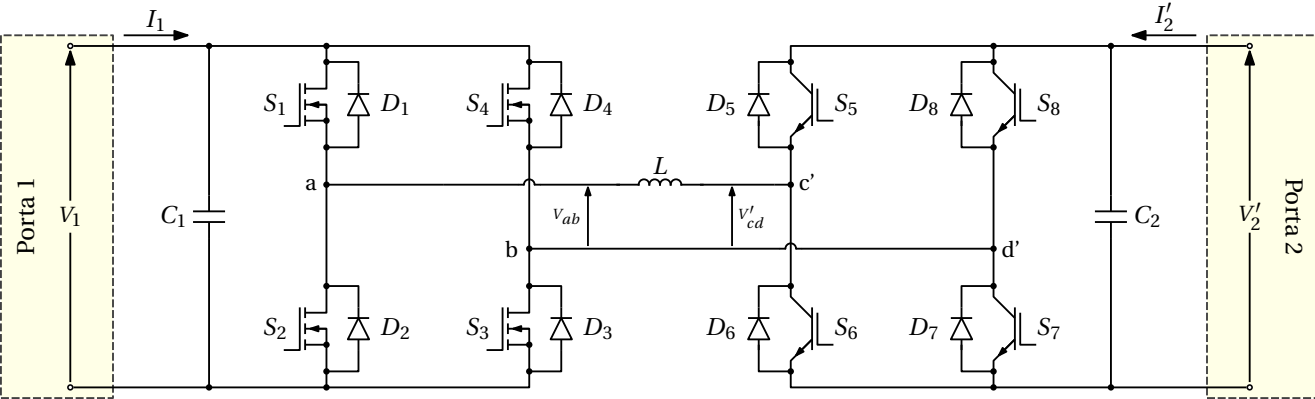 I1
I′2
S1
D1
S4
D4
D5
S5
D8
S8
Porta 1
V1
C1
a
L
c’
vab
v′cd
b
d’
C2
V′2
Porta 2
S2
D2
S3
D3
D6
S6
D7
S7